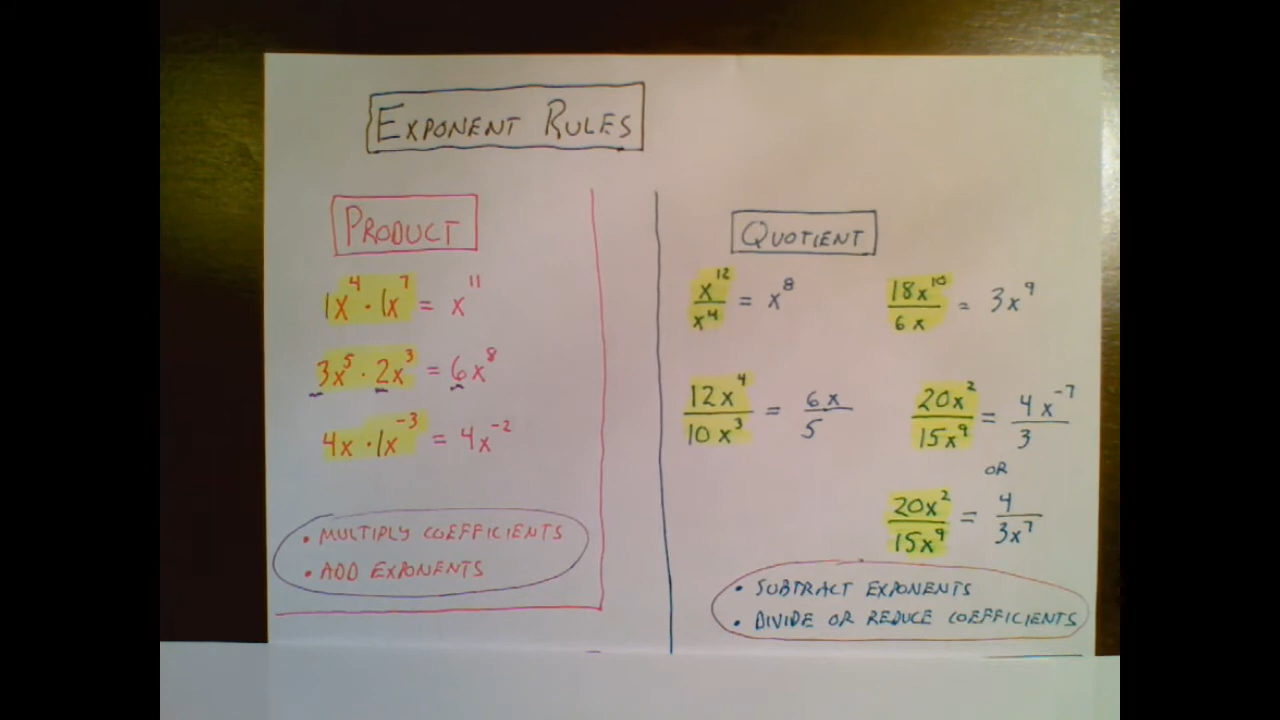 EXPONENT RULES
PRODUCT
1x⁴ · 1x⁷ = x¹¹
3x⁵ · 2x³ = 6x⁸
4x · 1x⁻³ = 4x⁻²
• MULTIPLY COEFFICIENTS
• ADD EXPONENTS
QUOTIENT
x¹²/x⁴ = x⁸
18x¹⁰/6x = 3x⁹
12x⁴/10x³ = 6x/5
20x²/15x⁹ = 4x⁻⁷/3
OR
20x²/15x⁹ = 4/3x⁷
• SUBTRACT EXPONENTS
• DIVIDE OR REDUCE COEFFICIENTS